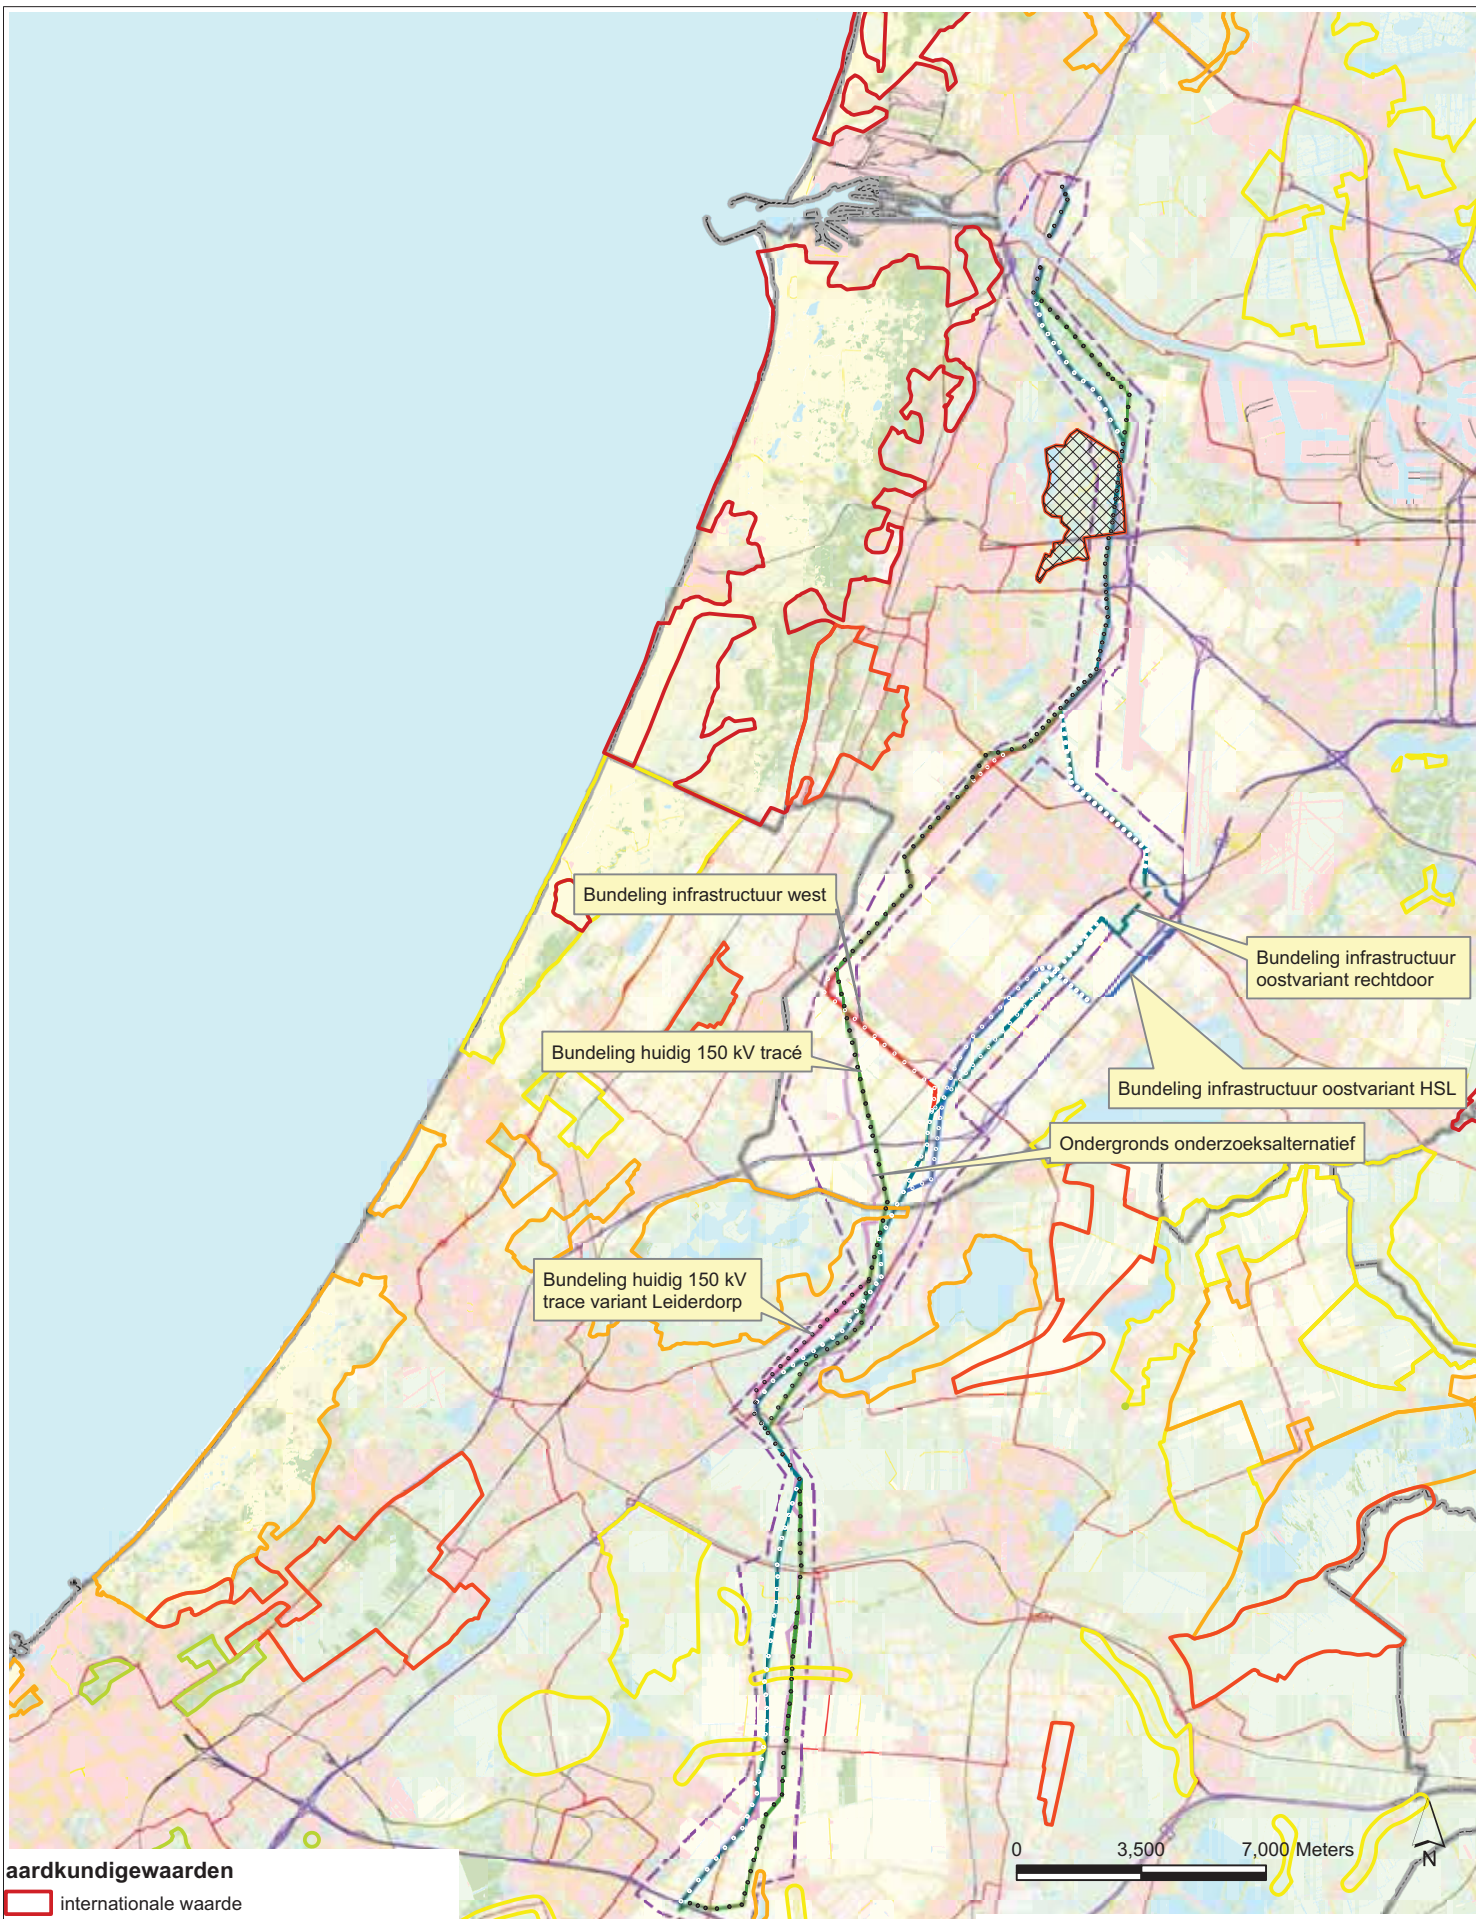 Bundeling infrastructuur west
Bundeling infrastructuur
oostvariant rechtdoor
Bundeling huidig 150 kV tracé
Bundeling infrastructuur oostvariant HSL
Ondergronds onderzoeksalternatief
Bundeling huidig 150 kV
trace variant Leiderdorp
0 3,500 7,000 Meters
N
aardkundigewaarden
internationale waarde